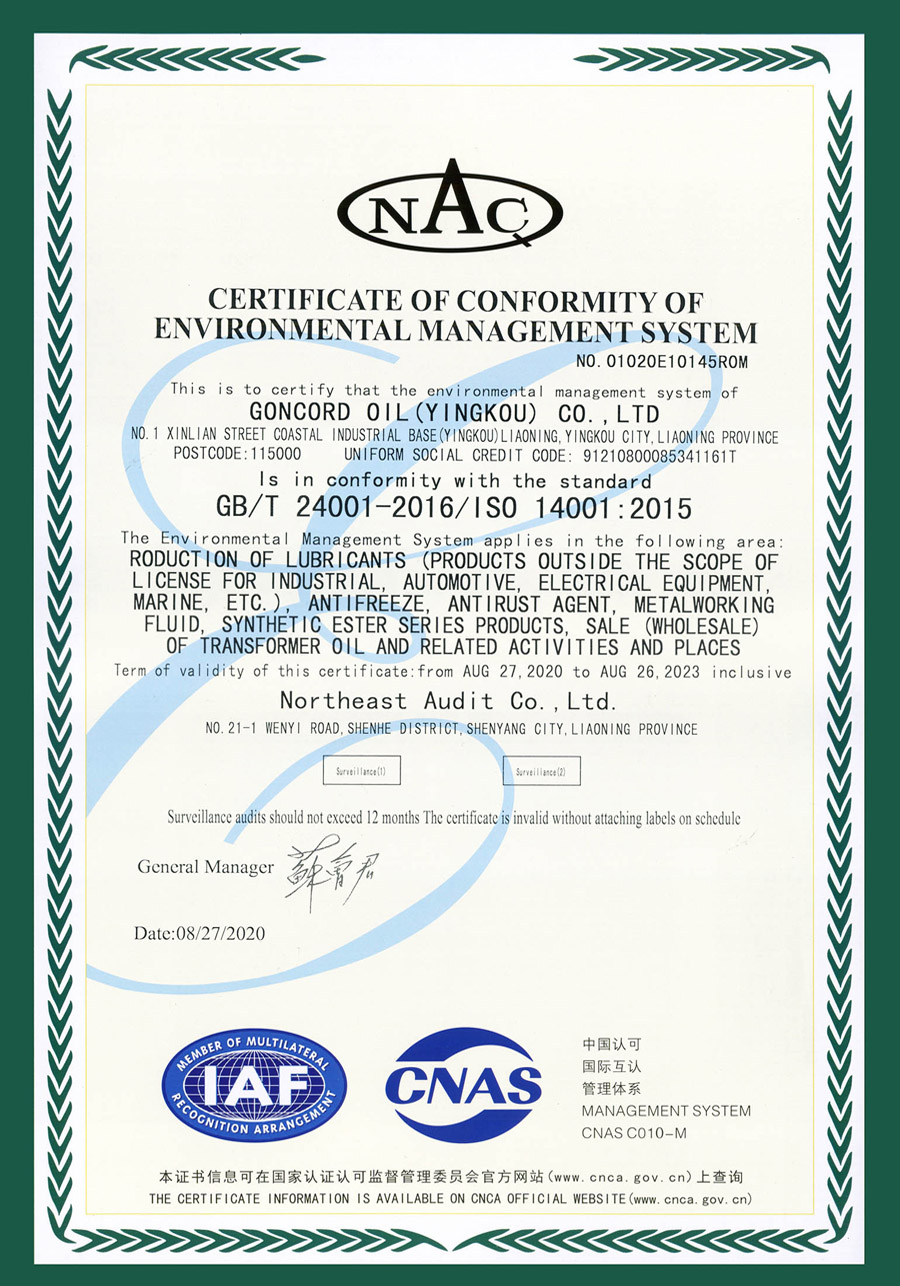 NAC
CERTIFICATE OF CONFORMITY OF
ENVIRONMENTAL MANAGEMENT SYSTEM
NO. 01020E10145ROM
This is to certify that the environmental management system of
GONCORD OIL(YINGKOU) CO.,LTD
NO.1 XINLIAN STREET COASTAL INDUSTRIAL BASE(YINGKOU)LIAONING,YINGKOU CITY,LIAONING PROVINCE
POSTCODE:115000 UNIFORM SOCIAL CREDIT CODE: 91210800085341161T
Is in conformity with the standard
GB/T 24001-2016/ISO 14001:2015
The Environmental Management System applies in the following area:
RODUCTION OF LUBRICANTS (PRODUCTS OUTSIDE THE SCOPE OF
LICENSE FOR INDUSTRIAL, AUTOMOTIVE, ELECTRICAL EQUIPMENT,
MARINE, ETC.), ANTIFREEZE, ANTIRUST AGENT, METALWORKING
FLUID, SYNTHETIC ESTER SERIES PRODUCTS, SALE (WHOLESALE)
OF TRANSFORMER OIL AND RELATED ACTIVITIES AND PLACES
Term of validity of this certificate:from AUG 27,2020 to AUG 26,2023 inclusive
Northeast Audit Co.,Ltd.
NO.21-1 WENYI ROAD,SHENHE DISTRICT,SHENYANG CITY,LIAONING PROVINCE
Surveillance(1) Surveillance(2)
Surveillance audits should not exceed 12 months The certificate is invalid without attaching labels on schedule
General Manager
Date:08/27/2020
MEMBER OF MULTILATERAL
IAF
RECOGNITION ARRANGEMENT
CNAS
中国认可
国际互认
管理体系
MANAGEMENT SYSTEM
CNAS C010-M
本证书信息可在国家认证认可监督管理委员会官方网站(www.cnca.gov.cn)上查询
THE CERTIFICATE INFORMATION IS AVAILABLE ON CNCA OFFICIAL WEBSITE(www.cnca.gov.cn)